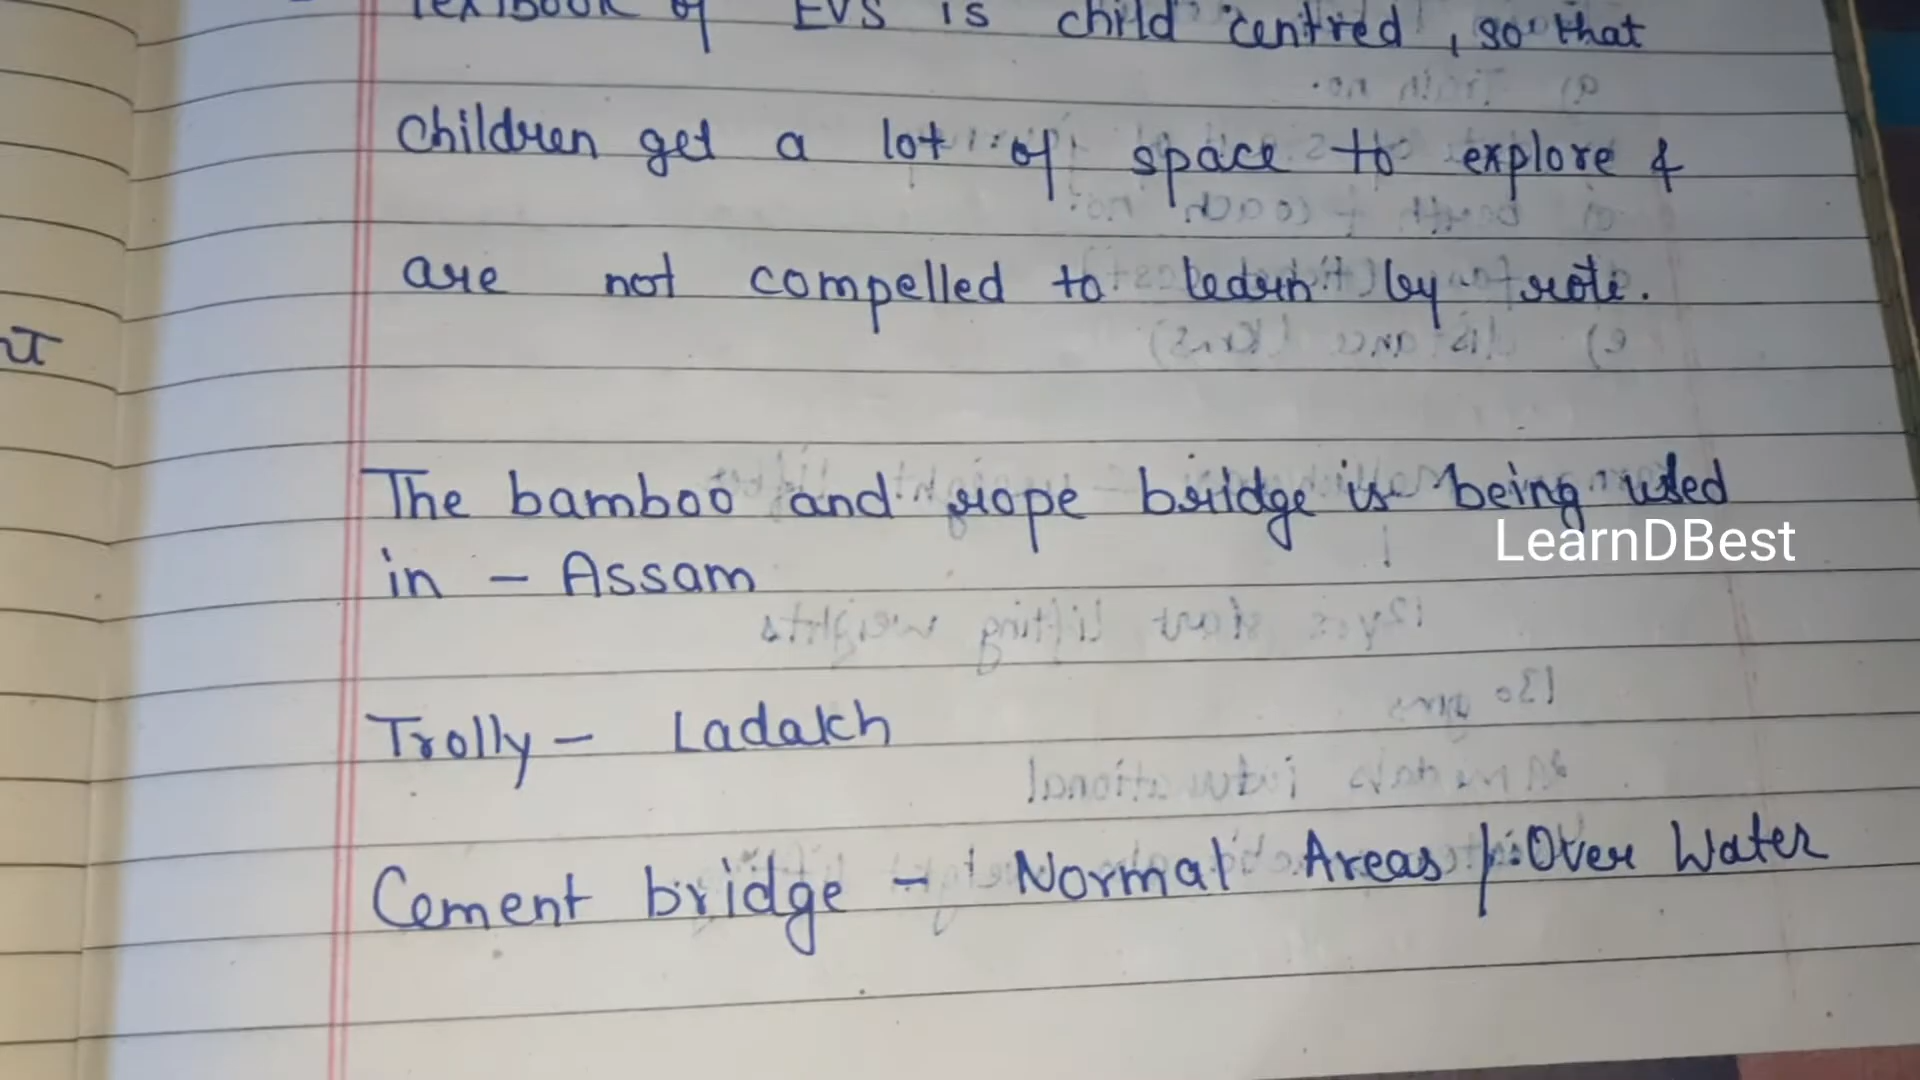 Textbook of EVS is child centred, so that
children get a lot of space to explore &
are not compelled to learn by rote.
The bamboo and rope bridge is being used
LearnDBest
in - Assam
Trolly - Ladakh
Cement bridge - Normal Areas / Over Water